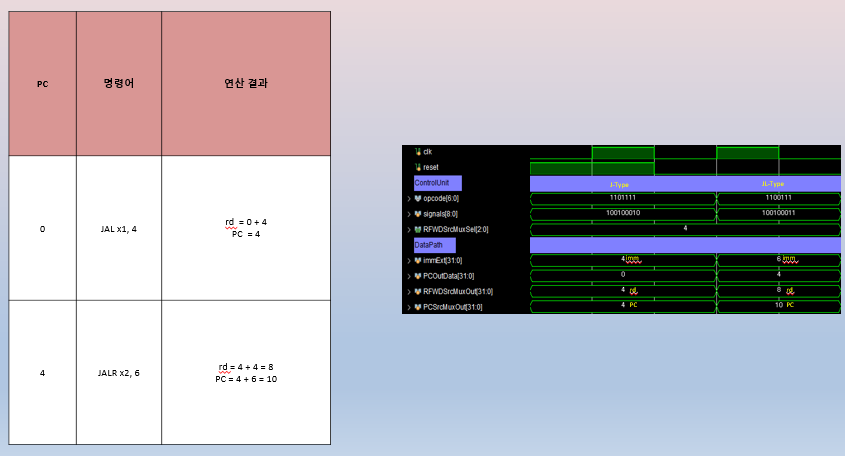 PC 명령어 연산 결과
0 JAL x1, 4 rd = 0 + 4
PC = 4
4 JALR x2, 6 rd = 4 + 4 = 8
PC = 4 + 6 = 10
clk
reset
ControlUnit J-Type JL-Type
opcode[6:0] 1101111 1100111
signals[8:0] 100100010 100100011
RFWDSrcMuxSel[2:0] 4
DataPath
immExt[31:0] 4 imm 6 imm
PCOutData[31:0] 0 4
RFWDSrcMuxOut[31:0] 4 rd 8 rd
PCSrcMuxOut[31:0] 4 PC 10 PC